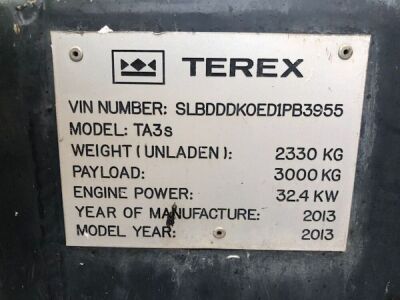 TEREX
VIN NUMBER: SLBDDDKOED1PB3955
MODEL: TA3s
WEIGHT (UNLADEN): 2330 KG
PAYLOAD: 3000 KG
ENGINE POWER: 32.4 KW
YEAR OF MANUFACTURE: 2013
MODEL YEAR: 2013